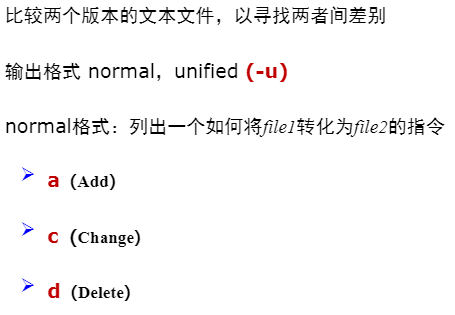 比较两个版本的文本文件，以寻找两者间差别
输出格式 normal，unified (-u)
normal格式：列出一个如何将file1转化为file2的指令
a（Add）
c（Change）
d（Delete）